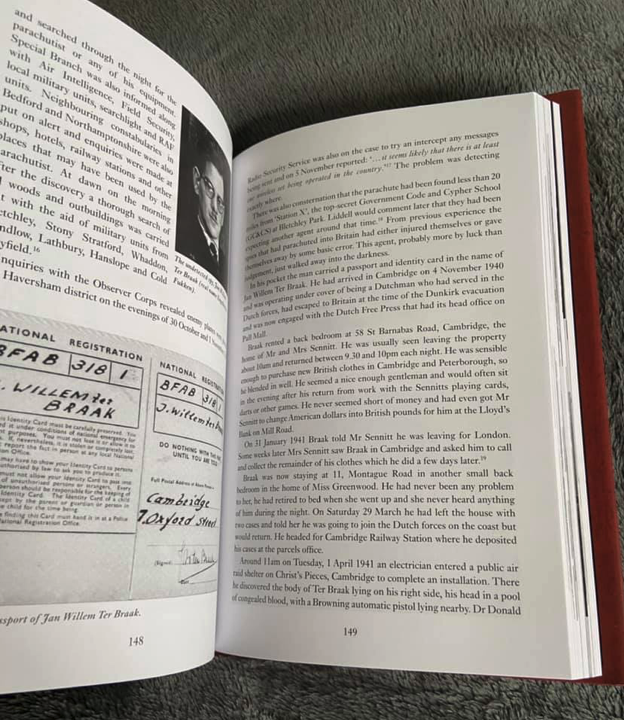 and searched through the night for the
parachutist or any of his equipment.
Special Branch was also informed along
with Air Intelligence, Field Security,
local military units, searchlight and RAF
units. Neighbouring constabularies in
Bedford and Northamptonshire were also
put on alert and enquiries were made at
shops, hotels, railway stations and other
places that may have been used by the
parachutist. At dawn on the morning
after the discovery a thorough search of
woods and outbuildings was carried
t with the aid of military units from
etchley, Stony Stratford, Whaddon,
ndlow, Lathbury, Hanslope and Cold
yfield.16
nquiries with the Observer Corps revealed enemy planes
Haversham district on the evenings of 30 October and 1
The undetected spy
Ter Braak (real name
Fukken)
ATIONAL REGISTRATION
BFAB 318 1
WILLEM ter
BRAAK
NATIONAL REGIS
BFAB 318
J. Willem ter
DO NOTHING WITH THIS
UNTIL YOU ARE TOLD
Full Postal Address
Cambridge
7. Oxford Street
(Signed)
ssport of Jan Willem Ter Braak.
148
Radio Security Service was also on the case to try an intercept any messages
being sent and on 3 November reported: '…it seems likely that there is at least
one wireless set being operated in the country.'17 The problem was detecting
exactly where.
There was also consternation that the parachute had been found less than 20
miles from 'Station X', the top-secret Government Code and Cypher School
(GC&CS) at Bletchley Park. Liddell would comment later that they had been
expecting another agent around that time.18 From previous experience the
spies that had parachuted into Britain had either injured themselves or gave
themselves away by some basic error. This agent, probably more by luck than
judgement, just walked away into the darkness.
In his pocket the man carried a passport and identity card in the name of
Jan Willem Ter Braak. He had arrived in Cambridge on 4 November 1940
and was operating under cover of being a Dutchman who had served in the
Dutch forces, had escaped to Britain at the time of the Dunkirk evacuation
and was now engaged with the Dutch Free Press that had its head office on
Pall Mall.
Braak rented a back bedroom at 58 St Barnabas Road, Cambridge, the
home of Mr and Mrs Sennitt. He was usually seen leaving the property
about 10am and returned between 9.30 and 10pm each night. He was sensible
enough to purchase new British clothes in Cambridge and Peterborough, so
he blended in well. He seemed a nice enough gentleman and would often sit
in the evening after his return from work with the Sennitts playing cards,
darts or other games. He never seemed short of money and had even got Mr
Sennitt to change American dollars into British pounds for him at the Lloyd's
Bank on Mill Road.
On 31 January 1941 Braak told Mr Sennitt he was leaving for London.
Some weeks later Mrs Sennitt saw Braak in Cambridge and asked him to call
and collect the remainder of his clothes which he did a few days later.19
Braak was now staying at 11, Montague Road in another small back
bedroom in the home of Miss Greenwood. He had never been any problem
to her, he had retired to bed when she went up and she never heard anything
of him during the night. On Saturday 29 March he had left the house with
two cases and told her he was going to join the Dutch forces on the coast but
would return. He headed for Cambridge Railway Station where he deposited
his cases at the parcels office.
Around 11am on Tuesday, 1 April 1941 an electrician entered a public air
raid shelter on Christ's Pieces, Cambridge to complete an installation. There
he discovered the body of Ter Braak lying on his right side, his head in a pool
of congealed blood, with a Browning automatic pistol lying nearby. Dr Donald
149